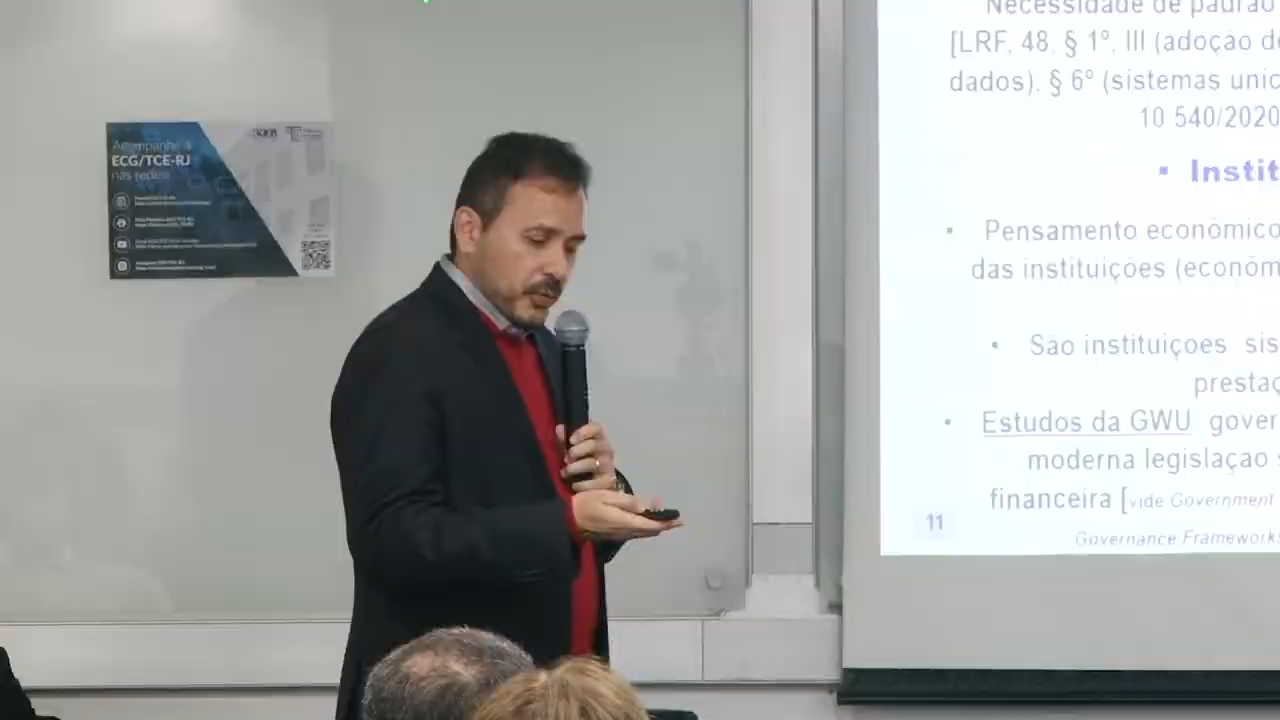 Acompanhe a
ECG/TCE-RJ
nas redes
Necessidade de padrão
[LRF, 48, § 1º, III (adoção de
dados), § 6º (sistemas unic
10 540/2020
▪ Instit
• Pensamento econômico
das instituições (econôm
• São instituições sis
prestaç
• Estudos da GWU gover
moderna legislação s
financeira [vide Government
11
Governance Frameworks